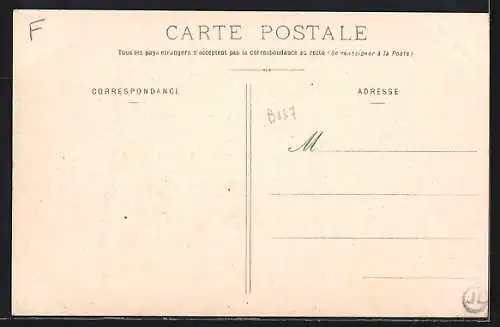 F
CARTE POSTALE
Tous les pays étrangers n'acceptent pas la correspondance au recto (Se renseigner à la Poste)
CORRESPONDANCE
ADRESSE
B157
M
JL